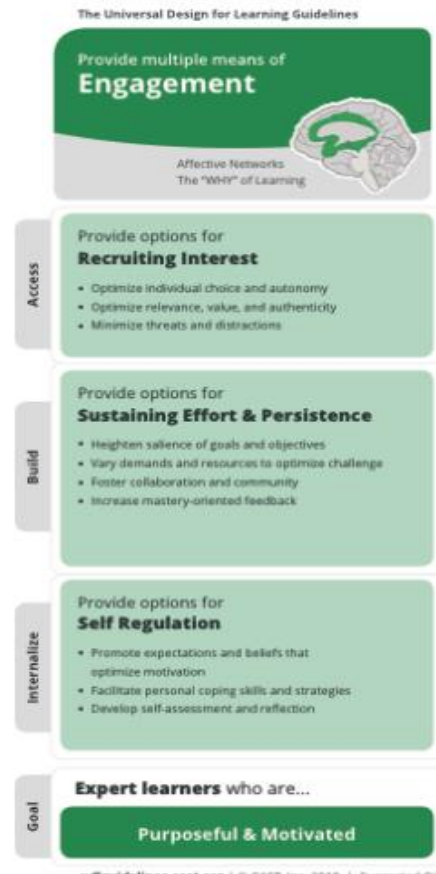 The Universal Design for Learning Guidelines
Provide multiple means of
Engagement
Affective Networks
The "WHY" of Learning
Access
Provide options for
Recruiting Interest
• Optimize individual choice and autonomy
• Optimize relevance, value, and authenticity
• Minimize threats and distractions
Build
Provide options for
Sustaining Effort & Persistence
• Heighten salience of goals and objectives
• Vary demands and resources to optimize challenge
• Foster collaboration and community
• Increase mastery-oriented feedback
Internalize
Provide options for
Self Regulation
• Promote expectations and beliefs that
optimize motivation
• Facilitate personal coping skills and strategies
• Develop self-assessment and reflection
Goal
Expert learners who are...
Purposeful & Motivated